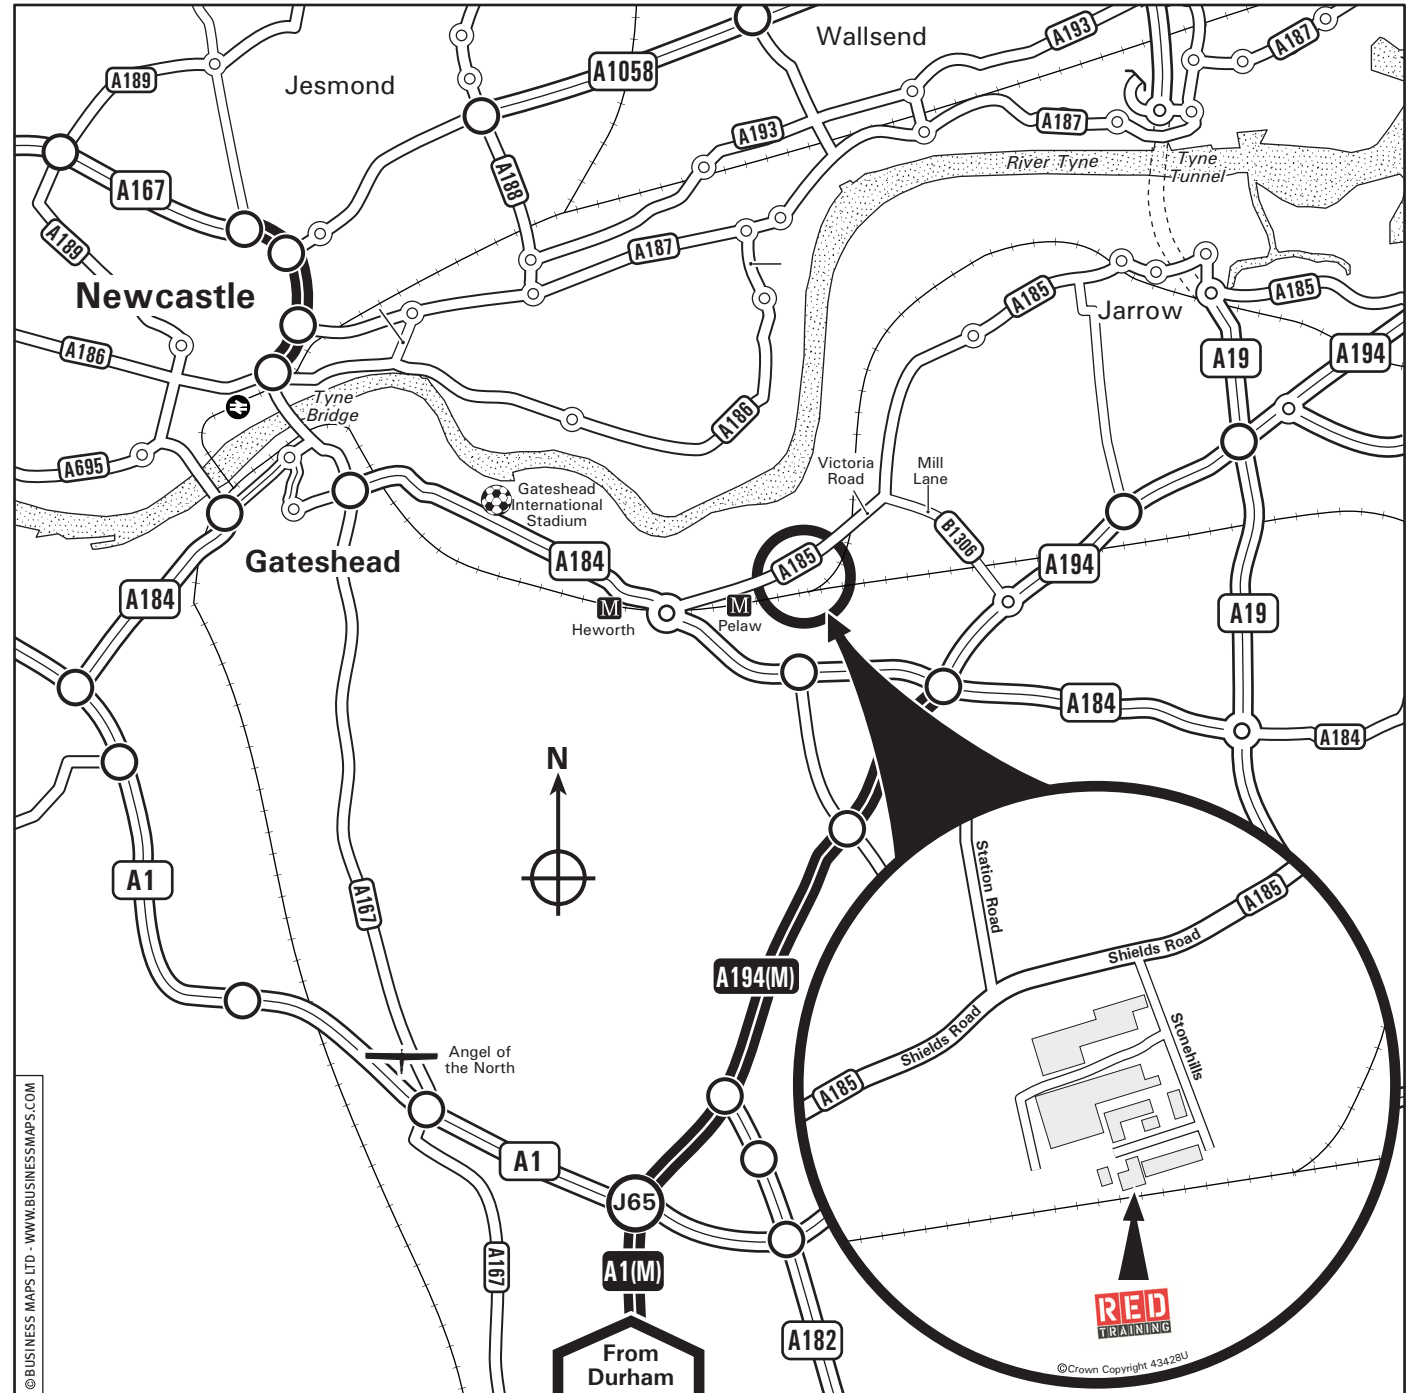 Wallsend
A193
A187
A1058
Jesmond
A189
A193
A187
River Tyne
Tyne
Tunnel
A167
A188
A189
A187
Newcastle
A185
A185
Jarrow
A186
A19
A194
Tyne
Bridge
A186
A695
Victoria
Road
Mill
Lane
Gateshead
International
Stadium
B1306
Gateshead
A184
A185
A194
A184
M
Heworth
M
Pelaw
A19
A184
A184
N
A1
A167
Station Road
A185
Shields Road
A194(M)
Shields Road
Stonehills
Angel of
the North
A185
A1
J65
A167
A1(M)
A182
From
Durham
RED
TRAINING
©Crown Copyright 43428U
© BUSINESS MAPS LTD - WWW.BUSINESSMAPS.COM